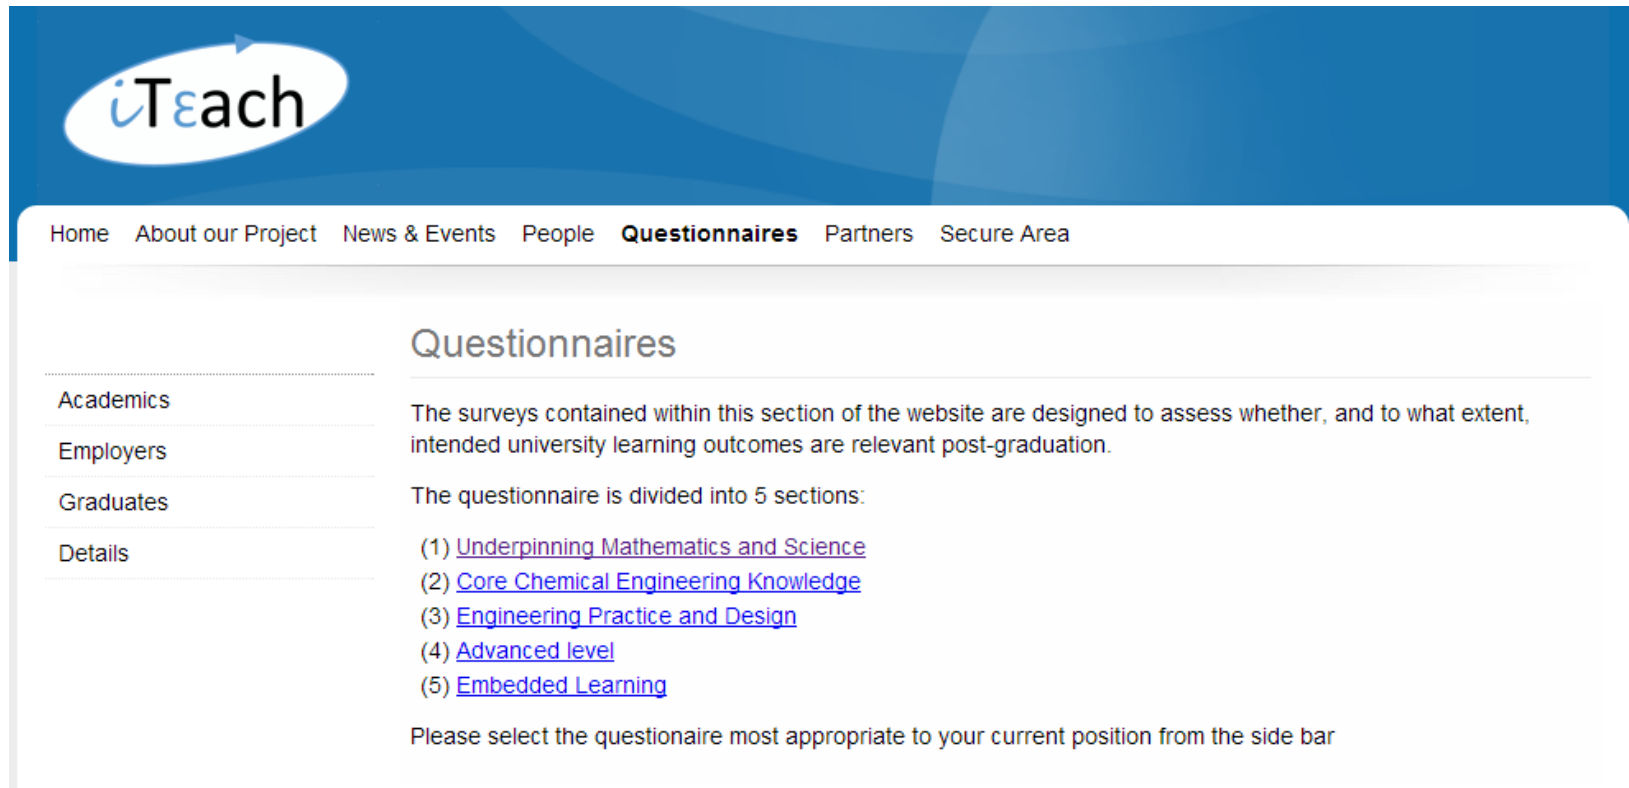 iTεach
Home About our Project News & Events People Questionnaires Partners Secure Area
Academics
Employers
Graduates
Details
Questionnaires
The surveys contained within this section of the website are designed to assess whether, and to what extent,
intended university learning outcomes are relevant post-graduation.
The questionnaire is divided into 5 sections:
(1) Underpinning Mathematics and Science
(2) Core Chemical Engineering Knowledge
(3) Engineering Practice and Design
(4) Advanced level
(5) Embedded Learning
Please select the questionaire most appropriate to your current position from the side bar